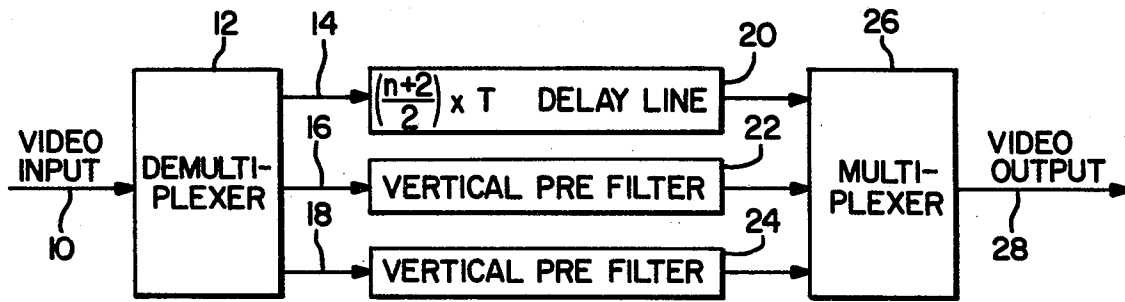 12
14
20
26
(n+2/2) x T DELAY LINE
VIDEO INPUT
10
DEMULTI-
PLEXER
16
22
VERTICAL PRE FILTER
18
24
VERTICAL PRE FILTER
MULTI-
PLEXER
VIDEO
OUTPUT
28